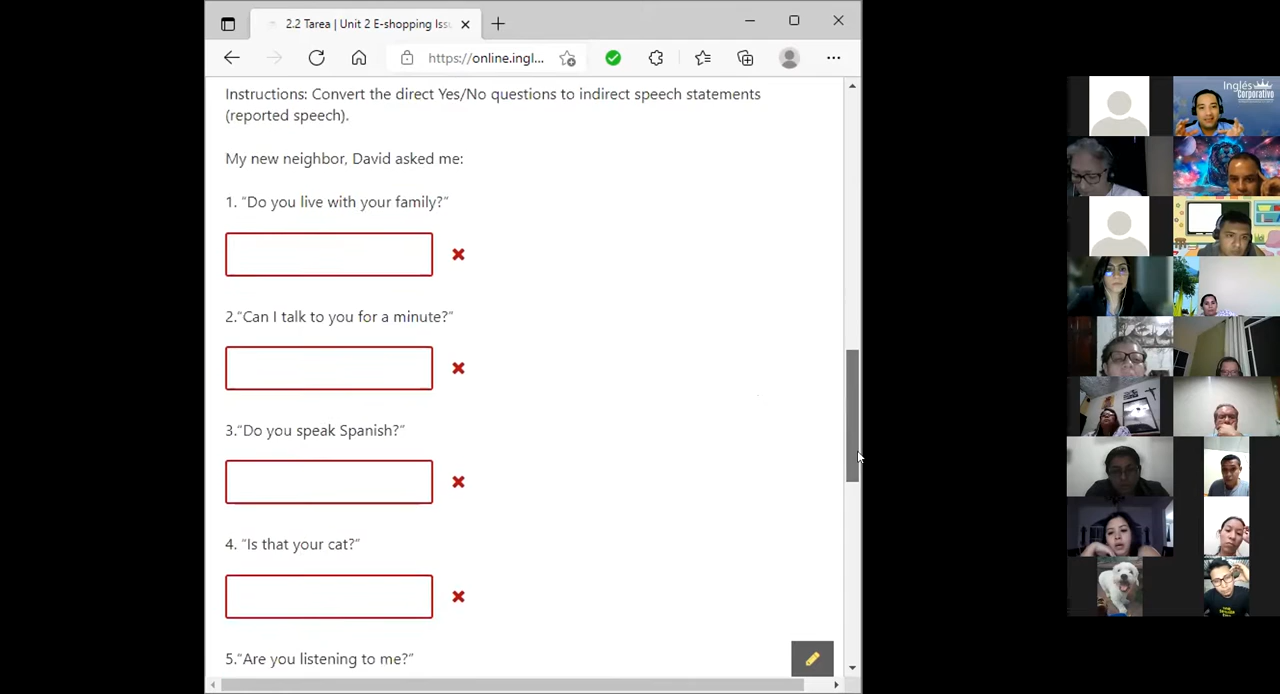 2.2 Tarea | Unit 2 E-shopping Iss
https://online.ingl...
Instructions: Convert the direct Yes/No questions to indirect speech statements
(reported speech).
My new neighbor, David asked me:
1. “Do you live with your family?”
2.“Can I talk to you for a minute?”
3.“Do you speak Spanish?”
4. “Is that your cat?”
5.“Are you listening to me?”
Inglés
Corporativo